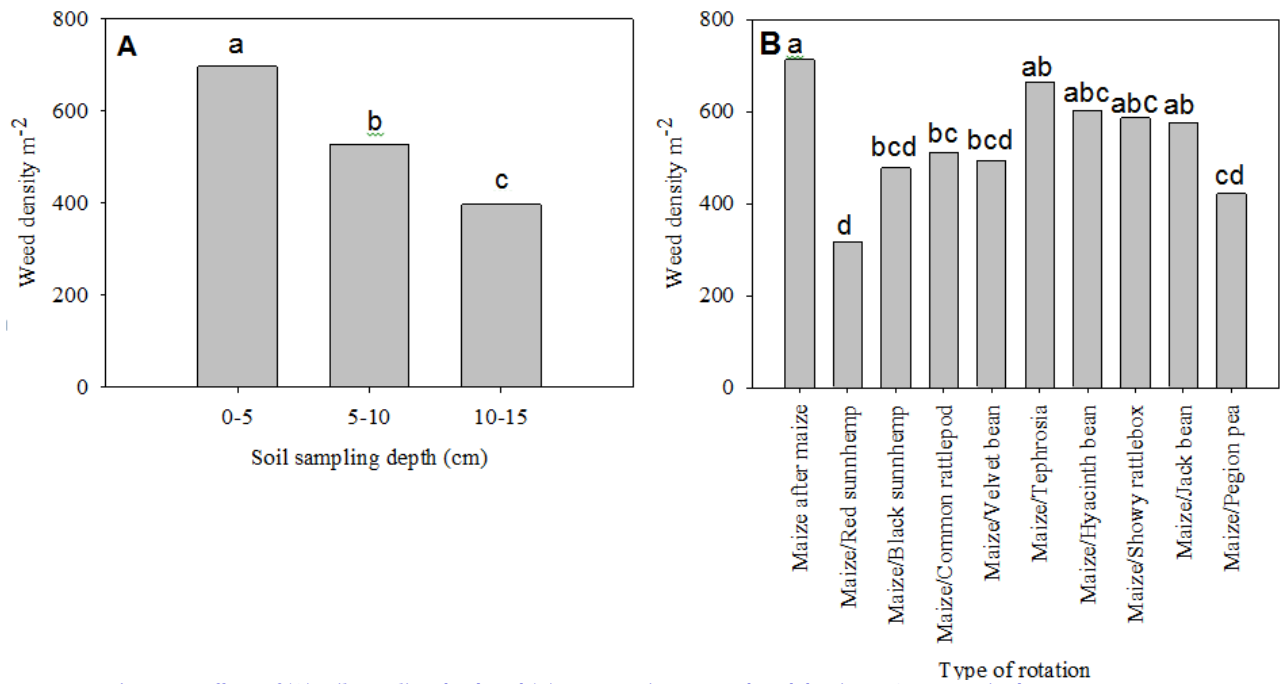 A
800
600
400
200
0
Weed density m-2
a
b
c
0-5 5-10 10-15
Soil sampling depth (cm)
B
800
600
400
200
0
Weed density m-2
a
d
bcd
bc
bcd
ab
abc
abc
ab
cd
Maize after maize
Maize/Red sunnhemp
Maize/Black sunnhemp
Maize/Common rattlepod
Maize/Velvet bean
Maize/Tephrosia
Maize/Hyacinth bean
Maize/Showy rattlebox
Maize/Jack bean
Maize/Pegion pea
Type of rotation